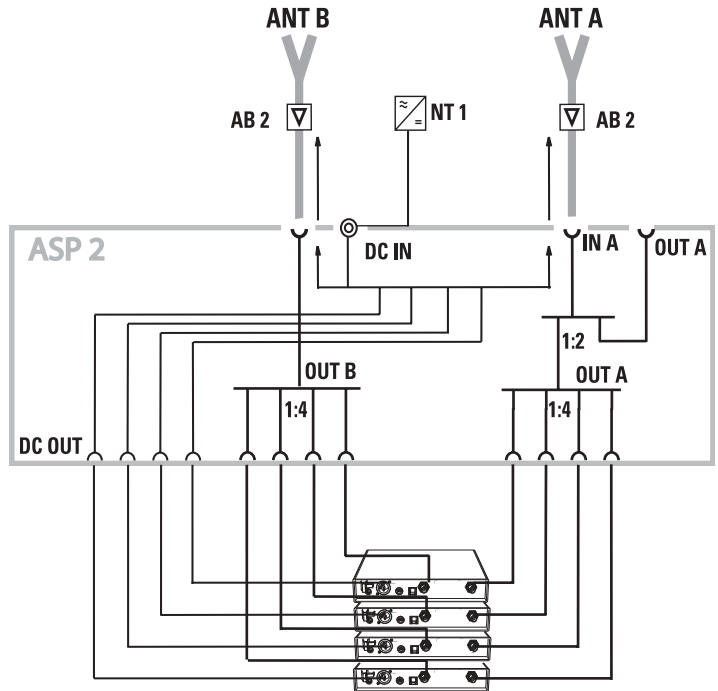 ANT B
ANT A
AB 2
NT 1
AB 2
ASP 2
DC IN
IN A
OUT A
1:2
OUT B
OUT A
1:4
1:4
DC OUT